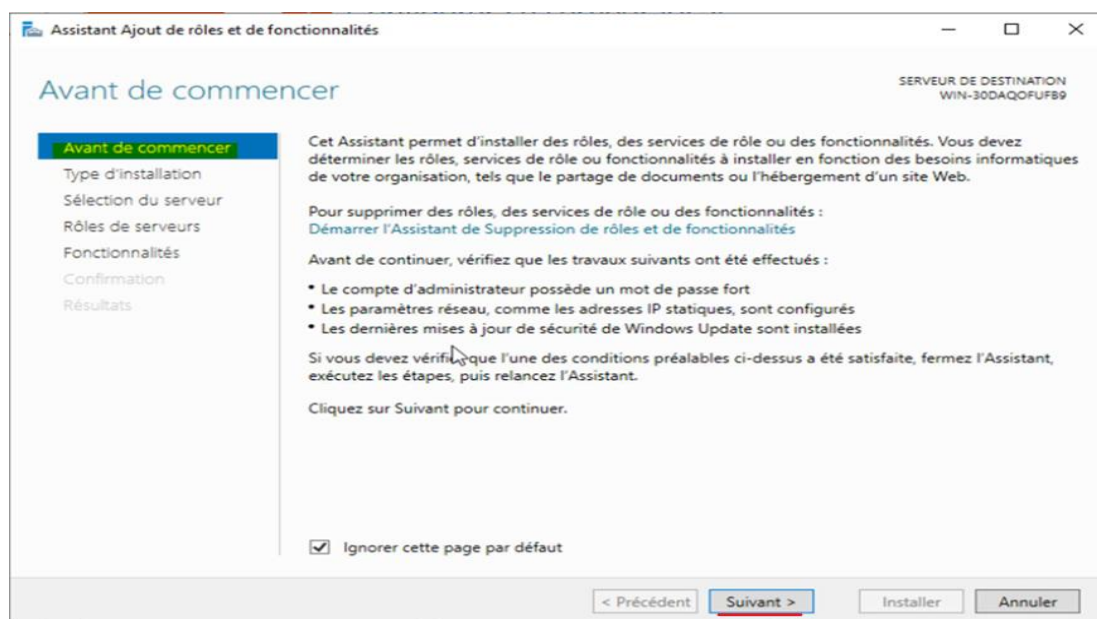 Assistant Ajout de rôles et de fonctionnalités
Avant de commencer
SERVEUR DE DESTINATION
WIN-30DAQOFUFB9
Avant de commencer
Type d'installation
Sélection du serveur
Rôles de serveurs
Fonctionnalités
Confirmation
Résultats
Cet Assistant permet d'installer des rôles, des services de rôle ou des fonctionnalités. Vous devez
déterminer les rôles, services de rôle ou fonctionnalités à installer en fonction des besoins informatiques
de votre organisation, tels que le partage de documents ou l'hébergement d'un site Web.
Pour supprimer des rôles, des services de rôle ou des fonctionnalités :
Démarrer l'Assistant de Suppression de rôles et de fonctionnalités
Avant de continuer, vérifiez que les travaux suivants ont été effectués :
• Le compte d'administrateur possède un mot de passe fort
• Les paramètres réseau, comme les adresses IP statiques, sont configurés
• Les dernières mises à jour de sécurité de Windows Update sont installées
Si vous devez vérifier que l'une des conditions préalables ci-dessus a été satisfaite, fermez l'Assistant,
exécutez les étapes, puis relancez l'Assistant.
Cliquez sur Suivant pour continuer.
Ignorer cette page par défaut
< Précédent
Suivant >
Installer
Annuler